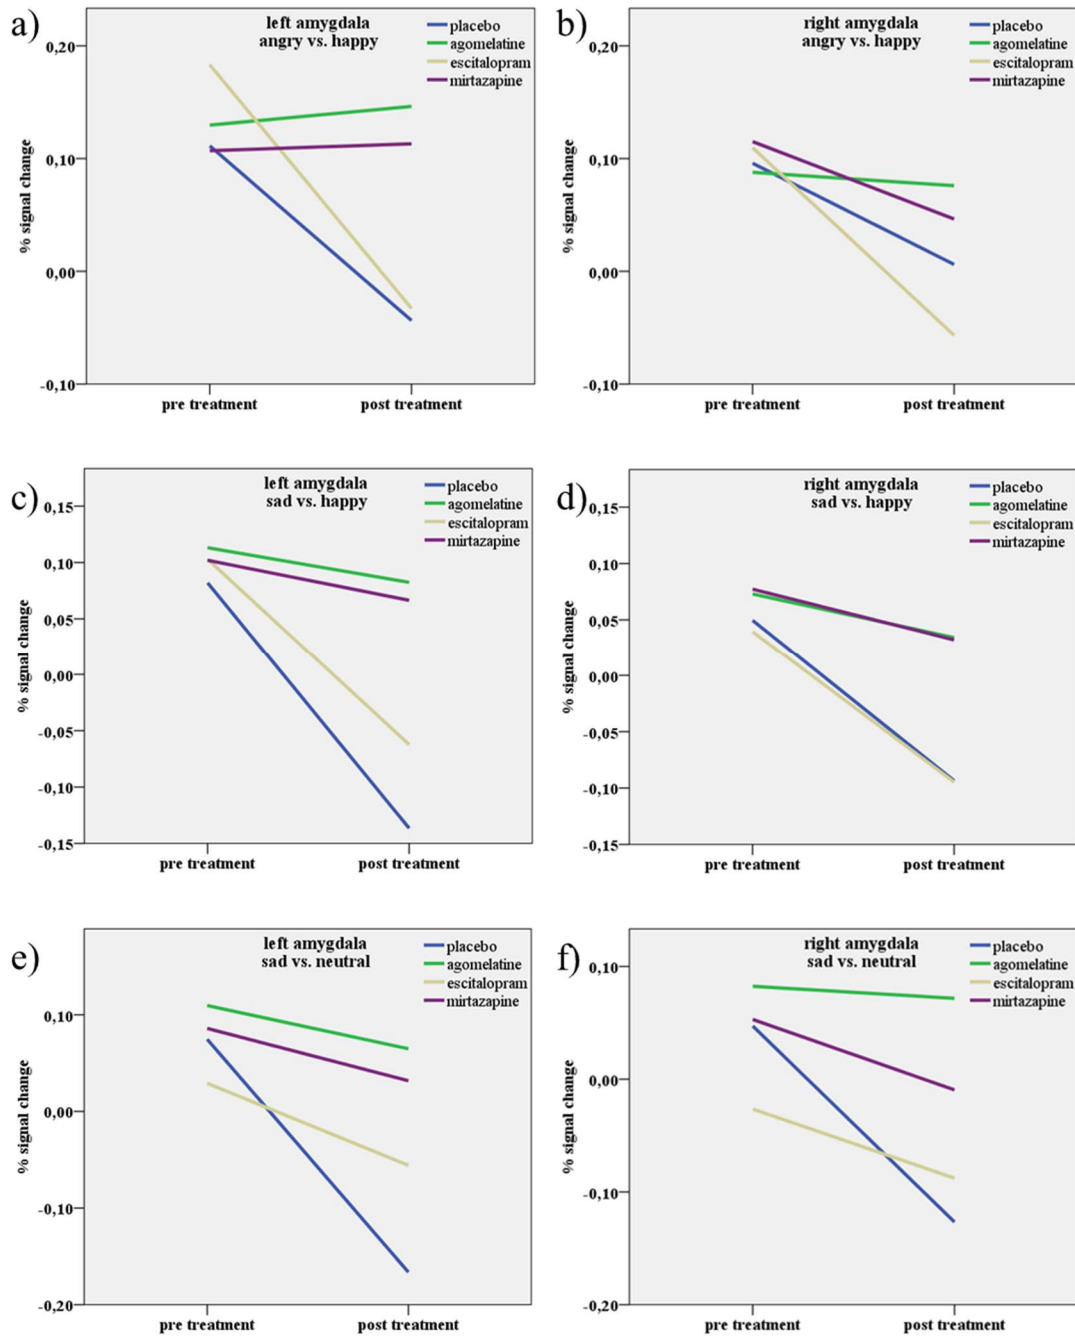 a)
left amygdala
angry vs. happy
placebo
agomelatine
escitalopram
mirtazapine
% signal change
0,20
0,10
0,00
-0,10
pre treatment
post treatment
b)
right amygdala
angry vs. happy
placebo
agomelatine
escitalopram
mirtazapine
% signal change
0,20
0,10
0,00
-0,10
pre treatment
post treatment
c)
left amygdala
sad vs. happy
placebo
agomelatine
escitalopram
mirtazapine
% signal change
0,15
0,10
0,05
0,00
-0,05
-0,10
-0,15
pre treatment
post treatment
d)
right amygdala
sad vs. happy
placebo
agomelatine
escitalopram
mirtazapine
% signal change
0,15
0,10
0,05
0,00
-0,05
-0,10
-0,15
pre treatment
post treatment
e)
left amygdala
sad vs. neutral
placebo
agomelatine
escitalopram
mirtazapine
% signal change
0,10
0,00
-0,10
-0,20
pre treatment
post treatment
f)
right amygdala
sad vs. neutral
placebo
agomelatine
escitalopram
mirtazapine
% signal change
0,10
0,00
-0,10
-0,20
pre treatment
post treatment